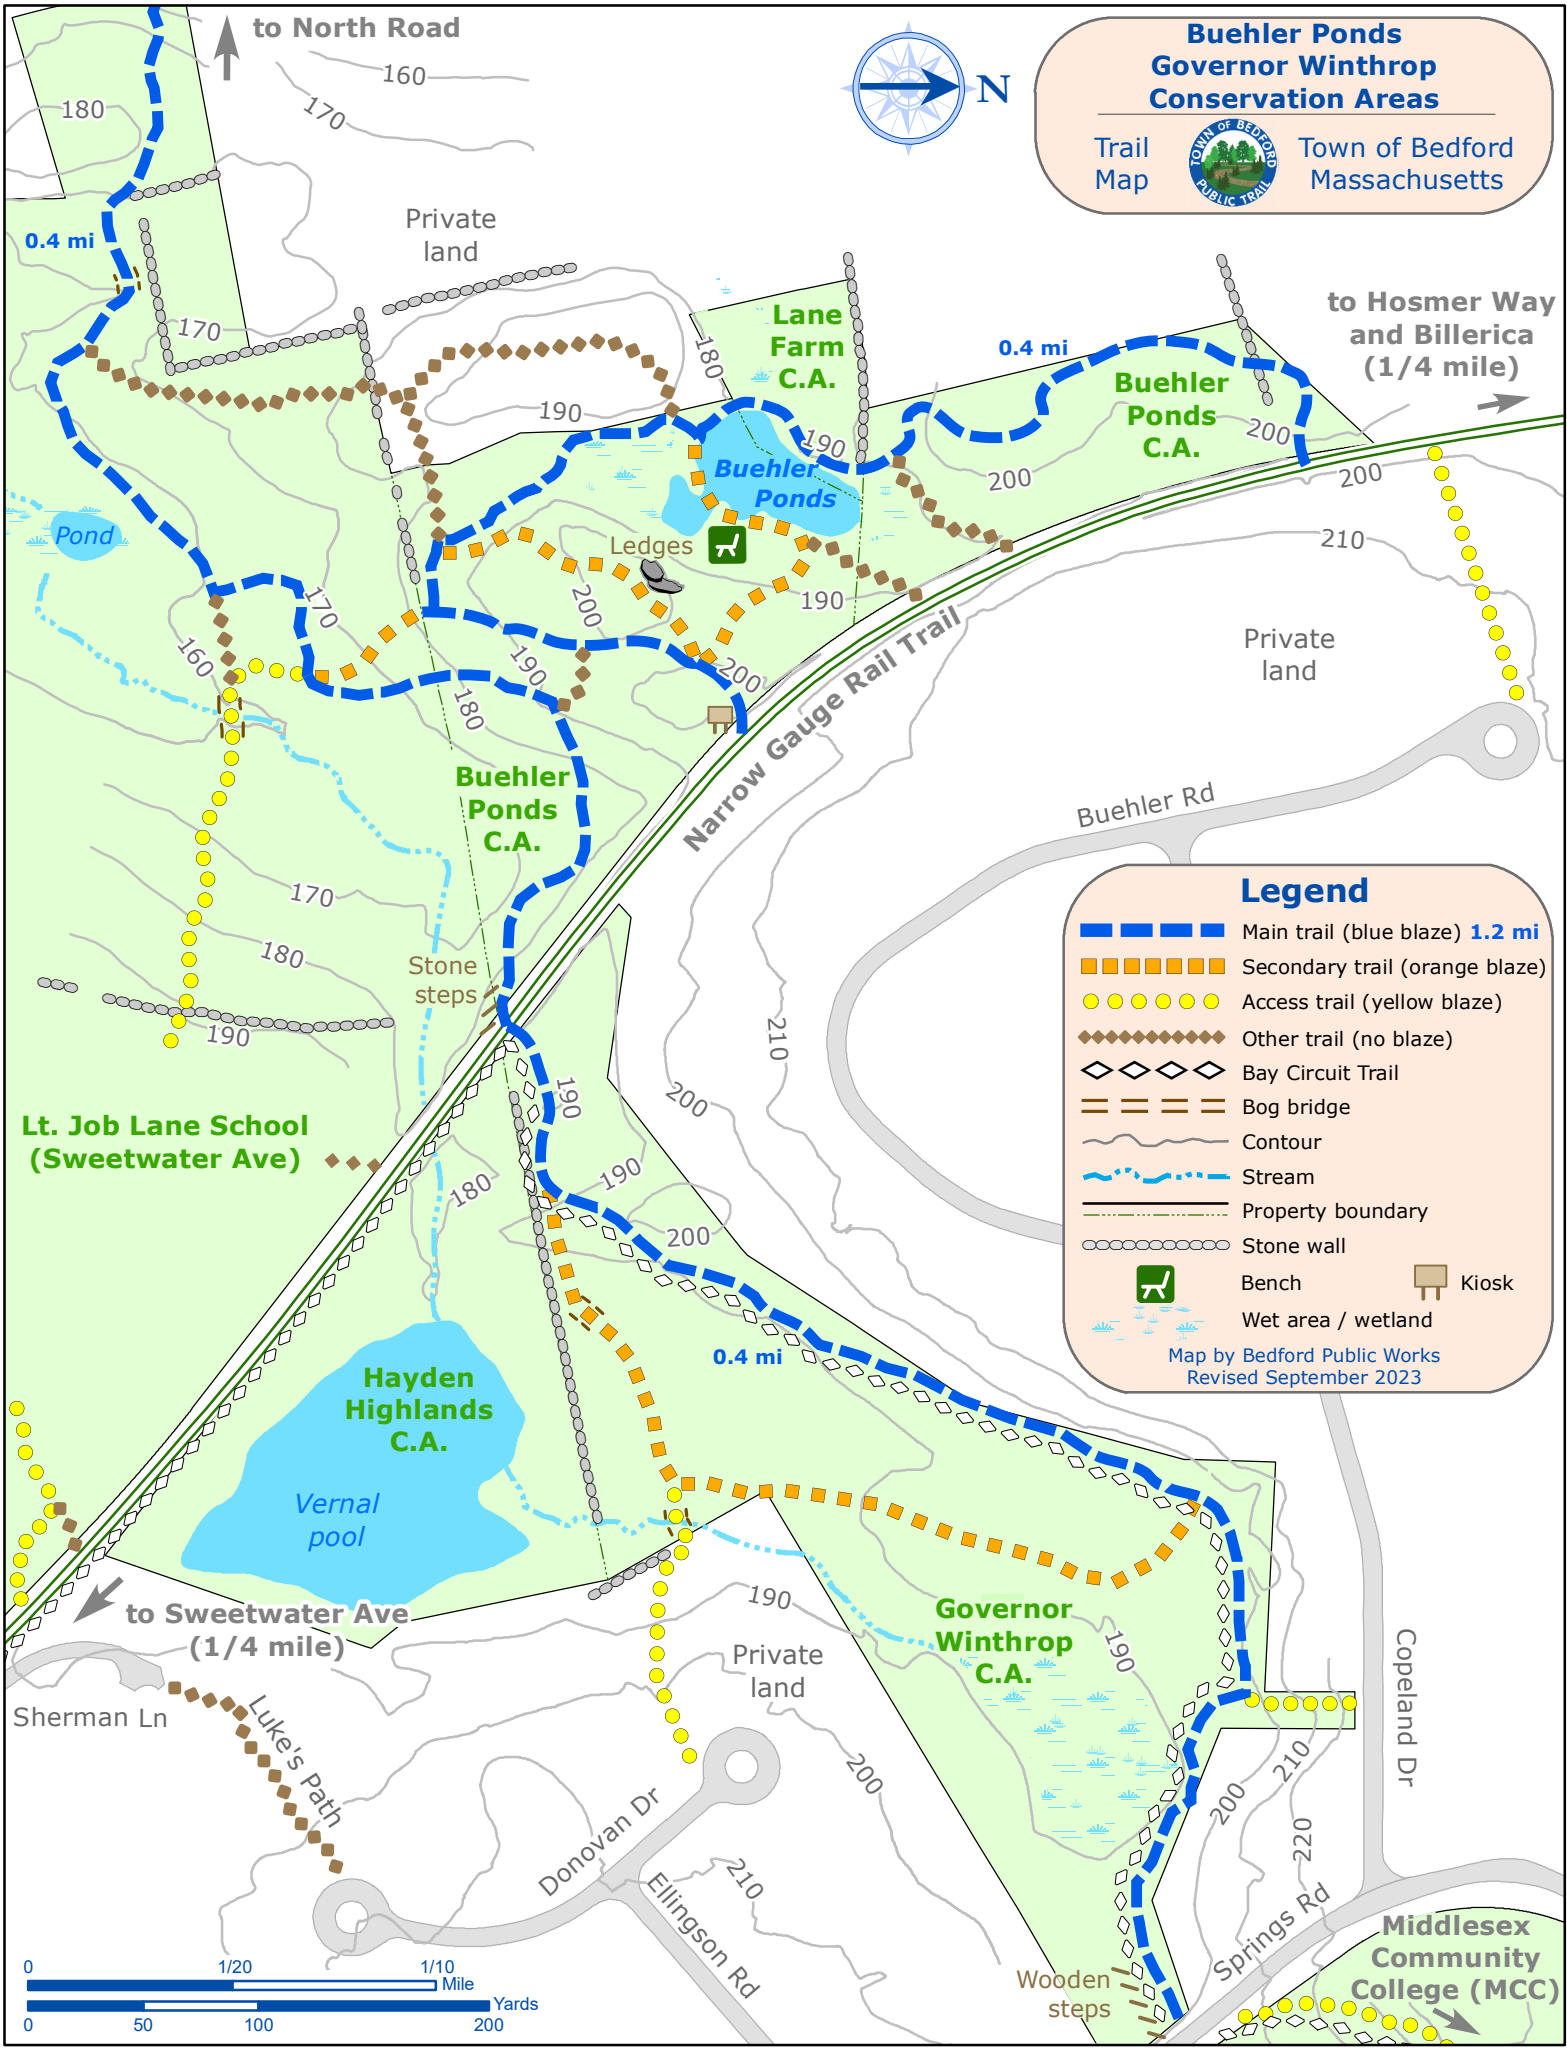 to North Road
160
170
180
N
Buehler Ponds
Governor Winthrop
Conservation Areas
Trail
Map
TOWN OF BEDFORD
PUBLIC TRAIL
Town of Bedford
Massachusetts
0.4 mi
Private
land
170
180
190
Lane
Farm
C.A.
0.4 mi
Buehler
Ponds
C.A.
to Hosmer Way
and Billerica
(1/4 mile)
190
200
200
200
210
Buehler
Ponds
Pond
Ledges
170
200
190
160
190
200
180
Private
land
Narrow Gauge Rail Trail
Buehler
Ponds
C.A.
Buehler Rd
170
180
190
Stone
steps
210
200
190
190
180
200
Lt. Job Lane School
(Sweetwater Ave)
Legend
Main trail (blue blaze) 1.2 mi
Secondary trail (orange blaze)
Access trail (yellow blaze)
Other trail (no blaze)
Bay Circuit Trail
Bog bridge
Contour
Stream
Property boundary
Stone wall
Bench
Kiosk
Wet area / wetland
Map by Bedford Public Works
Revised September 2023
0.4 mi
Hayden
Highlands
C.A.
Vernal
pool
to Sweetwater Ave
(1/4 mile)
190
Private
land
Governor
Winthrop
C.A.
190
Sherman Ln
Luke's Path
Copeland Dr
200
200
210
220
210
Donovan Dr
Ellingson Rd
Springs Rd
Wooden
steps
Middlesex
Community
College (MCC)
0 1/20 1/10
Mile
Yards
0 50 100 200